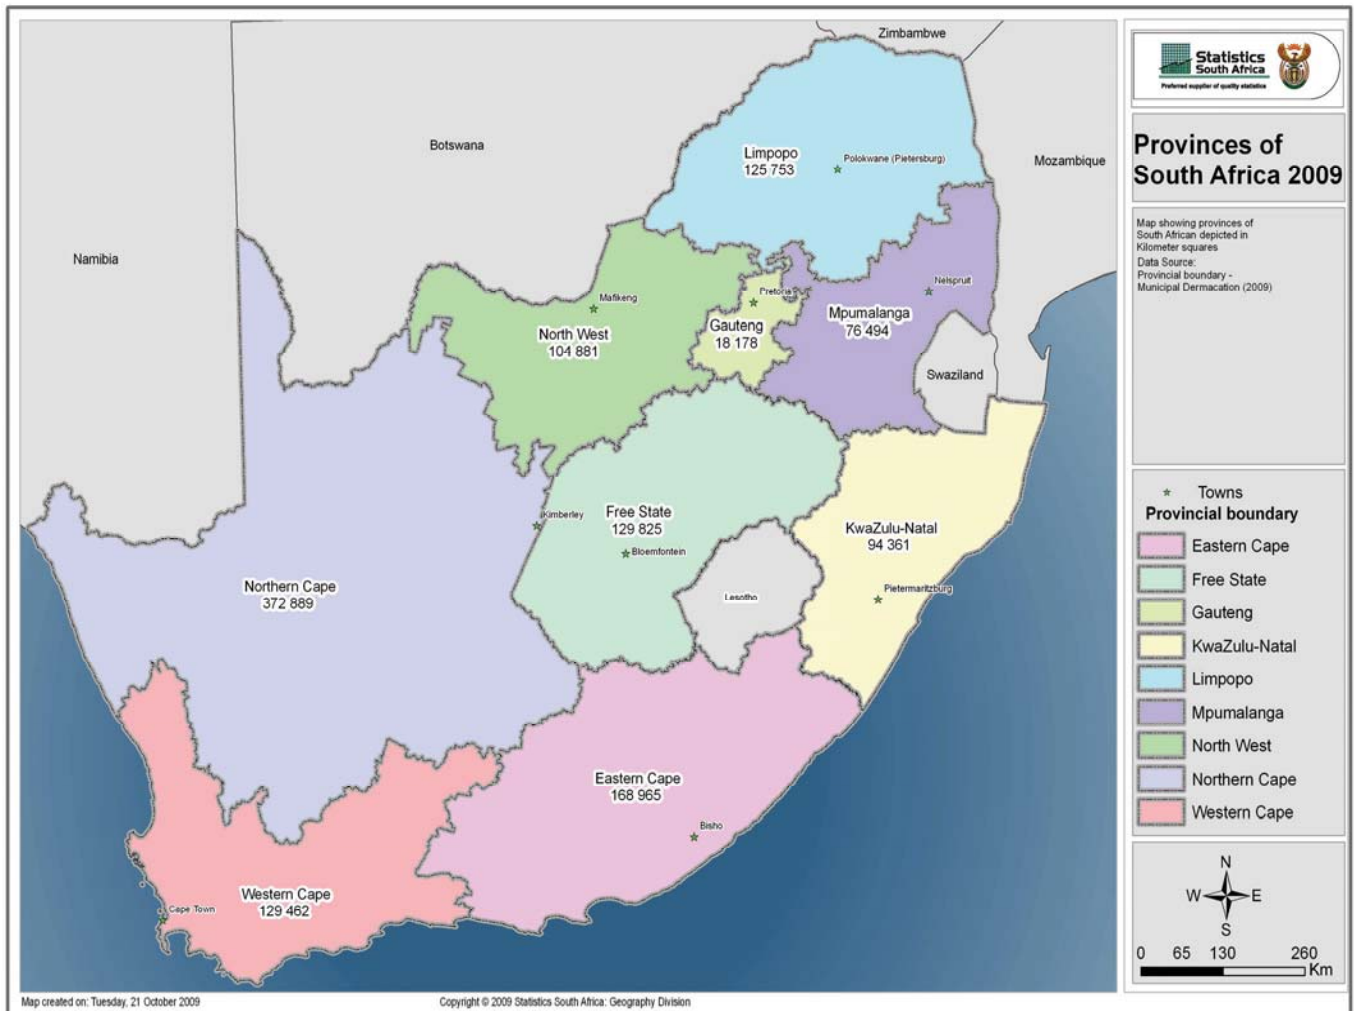 Zimbabwe
Botswana
Limpopo
125 753
Polokwane (Pietersburg)
Mozambique
Namibia
Mafikeng
North West
104 881
Pretoria
Gauteng
18 178
Nelspruit
Mpumalanga
76 494
Swaziland
Kimberley
Free State
129 825
Bloemfontein
KwaZulu-Natal
94 361
Pietermaritzburg
Lesotho
Northern Cape
372 889
Eastern Cape
168 965
Bisho
Western Cape
129 462
Cape Town
Map created on: Tuesday, 21 October 2009
Copyright © 2009 Statistics South Africa: Geography Division
Statistics
South Africa
Preferred supplier of quality statistics
Provinces of
South Africa 2009
Map showing provinces of
South African depicted in
Kilometer squares
Data Source:
Provincial boundary -
Municipal Dermacation (2009)
Towns
Provincial boundary
Eastern Cape
Free State
Gauteng
KwaZulu-Natal
Limpopo
Mpumalanga
North West
Northern Cape
Western Cape
N
W E
S
0 65 130 260
Km